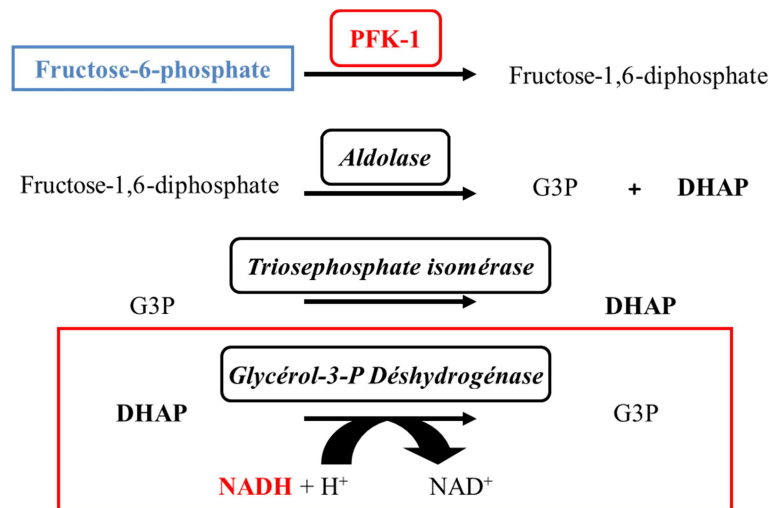 PFK-1
Fructose-6-phosphate
Fructose-1,6-diphosphate
Aldolase
Fructose-1,6-diphosphate
G3P + DHAP
Triosephosphate isomérase
G3P
DHAP
Glycérol-3-P Déshydrogénase
DHAP
G3P
NADH + H⁺
NAD⁺